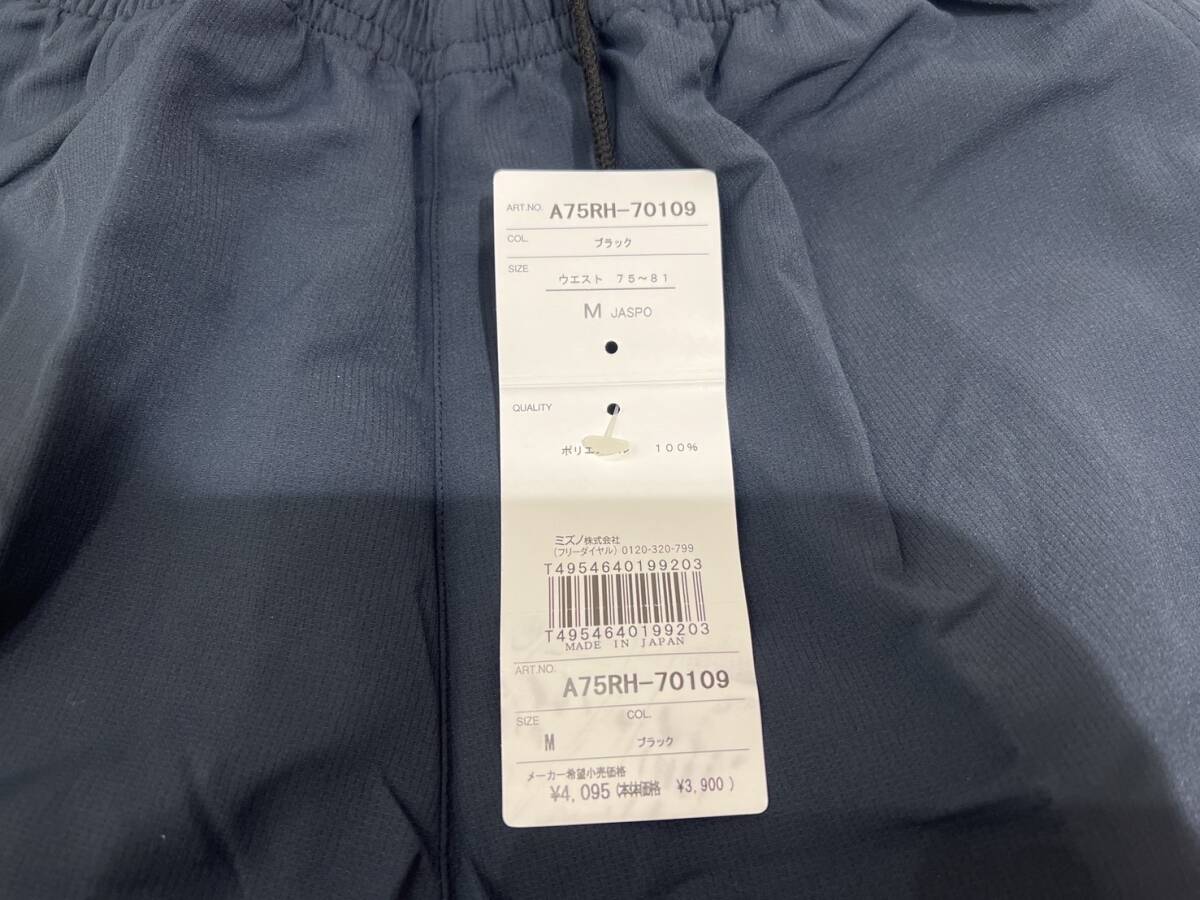 ART.NO. A75RH-70109
COL. ブラック
SIZE ウエスト 75〜81
M JASPO
QUALITY
100%
ミズノ株式会社
(フリーダイヤル) 0120-320-799
T4954640199203
T4954640199203
MADE IN JAPAN
ART.NO.
A75RH-70109
SIZE COL.
M ブラック
メーカー希望小売価格
¥4,095 (本体価格 ¥3,900 )